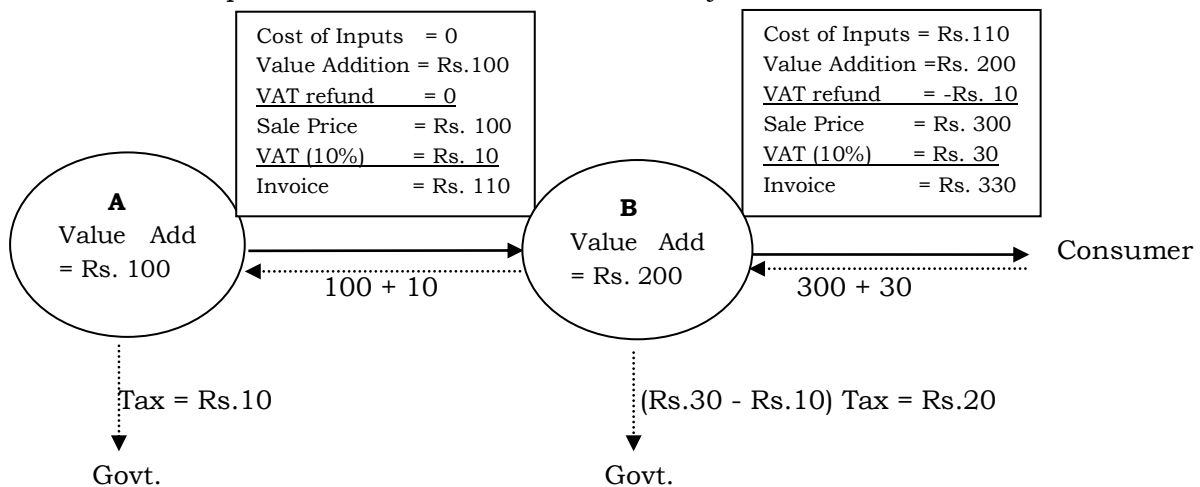 Cost of Inputs = 0
Value Addition = Rs.100
VAT refund = 0
Sale Price = Rs. 100
VAT (10%) = Rs. 10
Invoice = Rs. 110
Cost of Inputs = Rs.110
Value Addition =Rs. 200
VAT refund = -Rs. 10
Sale Price = Rs. 300
VAT (10%) = Rs. 30
Invoice = Rs. 330
A
Value Add
= Rs. 100
B
Value Add
= Rs. 200
Consumer
100 + 10
300 + 30
Tax = Rs.10
(Rs.30 - Rs.10) Tax = Rs.20
Govt.
Govt.